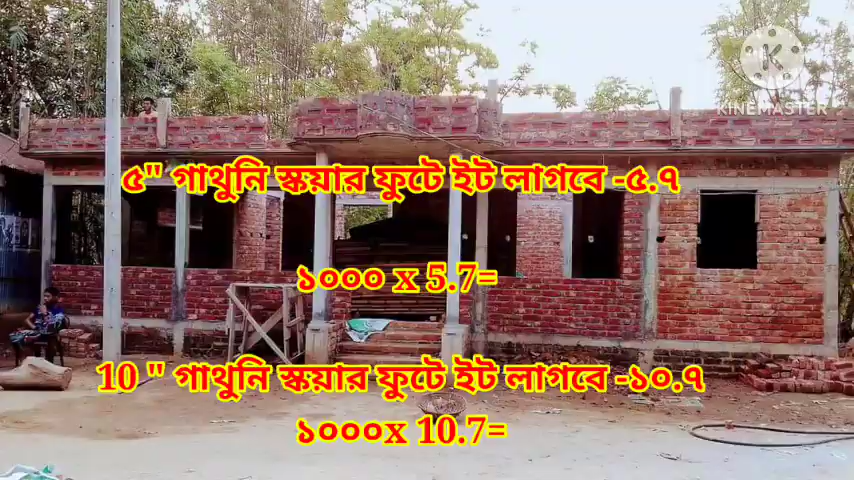 KINEMASTER
৫" গাথুনি স্কয়ার ফুটে ইট লাগবে -৫.৭
১০০০ x 5.7=
10 " গাথুনি স্কয়ার ফুটে ইট লাগবে -১০.৭
১০০০x 10.7=